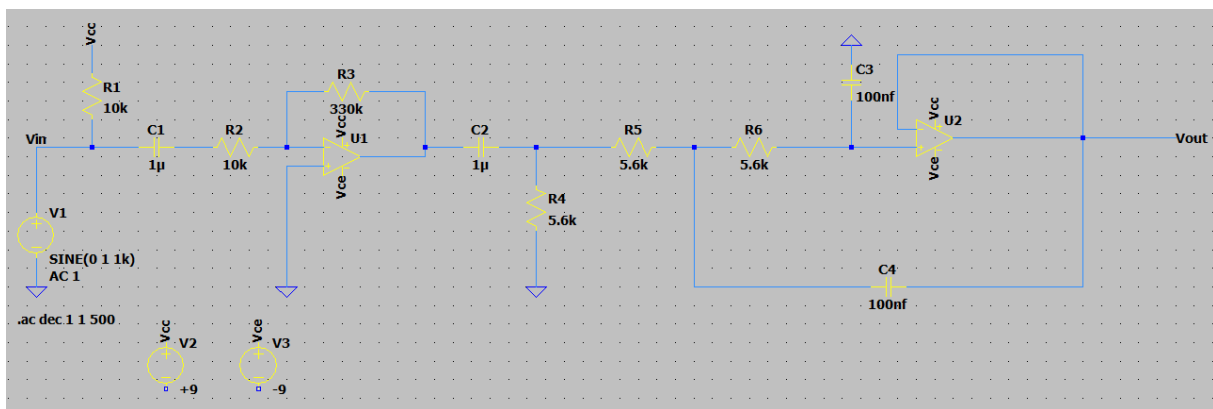 Vcc
R1
10k
Vin
C1
1µ
R2
10k
R3
330k
Vcc
U1
Vce
C2
1µ
R4
5.6k
R5
5.6k
R6
5.6k
C3
100nf
Vcc
U2
Vce
Vout
C4
100nf
V1
SINE(0 1 1k)
AC 1
.ac dec 1 1 500
Vcc
V2
+9
Vce
V3
-9